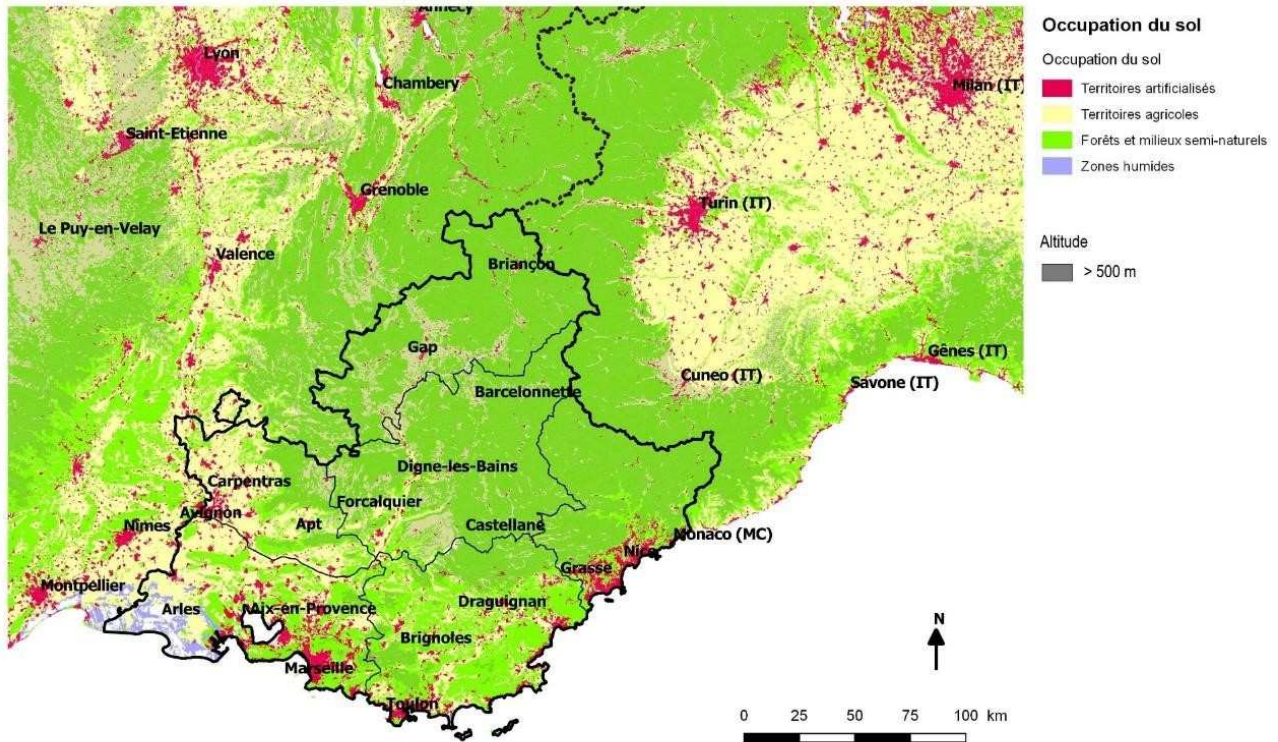 Annecy
Lyon
Chambery
Milan (IT)
Saint-Etienne
Grenoble
Turin (IT)
Le Puy-en-Velay
Valence
Briançon
Gap
Gênes (IT)
Cuneo (IT)
Savone (IT)
Barcelonnette
Digne-les-Bains
Carpentras
Forcalquier
Avignon
Nîmes
Apt
Castellane
Monaco (MC)
Nice
Grasse
Montpellier
Arles
Aix-en-Provence
Draguignan
Brignoles
Marseille
Toulon
N
0 25 50 75 100 km
Occupation du sol
Occupation du sol
Territoires artificialisés
Territoires agricoles
Forêts et milieux semi-naturels
Zones humides
Altitude
> 500 m